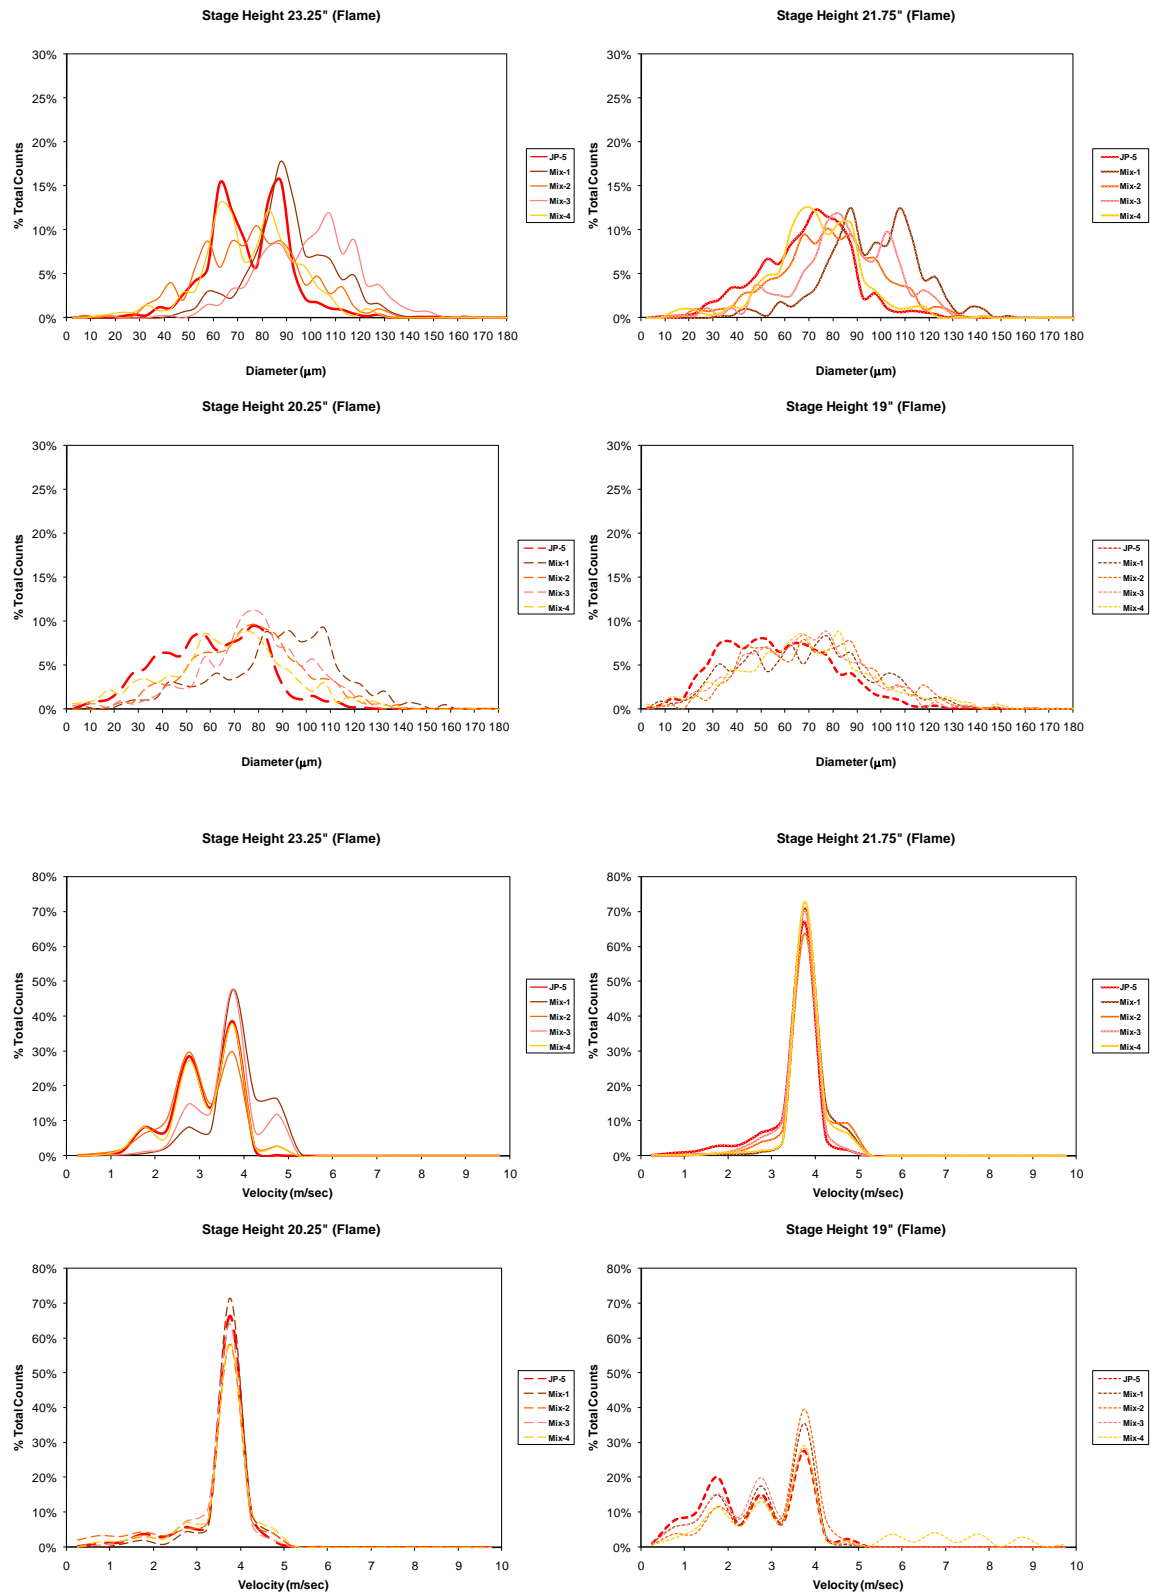 Stage Height 23.25" (Flame)
30%
25%
20%
15%
10%
5%
0%
% Total Counts
0 10 20 30 40 50 60 70 80 90 100 110 120 130 140 150 160 170 180
Diameter (μm)
JP-5
Mix-1
Mix-2
Mix-3
Mix-4
Stage Height 21.75" (Flame)
30%
25%
20%
15%
10%
5%
0%
% Total Counts
0 10 20 30 40 50 60 70 80 90 100 110 120 130 140 150 160 170 180
Diameter (μm)
JP-5
Mix-1
Mix-2
Mix-3
Mix-4
Stage Height 20.25" (Flame)
30%
25%
20%
15%
10%
5%
0%
% Total Counts
0 10 20 30 40 50 60 70 80 90 100 110 120 130 140 150 160 170 180
Diameter (μm)
JP-5
Mix-1
Mix-2
Mix-3
Mix-4
Stage Height 19" (Flame)
30%
25%
20%
15%
10%
5%
0%
% Total Counts
0 10 20 30 40 50 60 70 80 90 100 110 120 130 140 150 160 170 180
Diameter (μm)
JP-5
Mix-1
Mix-2
Mix-3
Mix-4
Stage Height 23.25" (Flame)
80%
70%
60%
50%
40%
30%
20%
10%
0%
% Total Counts
0 1 2 3 4 5 6 7 8 9 10
Velocity (m/sec)
JP-5
Mix-1
Mix-2
Mix-3
Mix-4
Stage Height 21.75" (Flame)
80%
70%
60%
50%
40%
30%
20%
10%
0%
% Total Counts
0 1 2 3 4 5 6 7 8 9 10
Velocity (m/sec)
JP-5
Mix-1
Mix-2
Mix-3
Mix-4
Stage Height 20.25" (Flame)
80%
70%
60%
50%
40%
30%
20%
10%
0%
% Total Counts
0 1 2 3 4 5 6 7 8 9 10
Velocity (m/sec)
JP-5
Mix-1
Mix-2
Mix-3
Mix-4
Stage Height 19" (Flame)
80%
70%
60%
50%
40%
30%
20%
10%
0%
% Total Counts
0 1 2 3 4 5 6 7 8 9 10
Velocity (m/sec)
JP-5
Mix-1
Mix-2
Mix-3
Mix-4